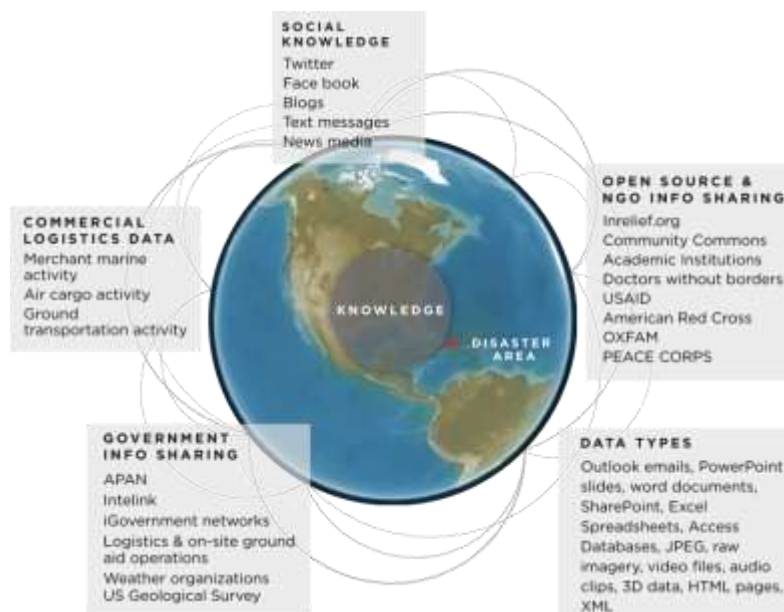 SOCIAL
KNOWLEDGE
Twitter
Face book
Blogs
Text messages
News media
COMMERCIAL
LOGISTICS DATA
Merchant marine
activity
Air cargo activity
Ground
transportation activity
OPEN SOURCE &
NGO INFO SHARING
Inrelief.org
Community Commons
Academic Institutions
Doctors without borders
USAID
American Red Cross
OXFAM
PEACE CORPS
KNOWLEDGE
DISASTER
AREA
GOVERNMENT
INFO SHARING
APAN
Intelink
iGovernment networks
Logistics & on-site ground
aid operations
Weather organizations
US Geological Survey
DATA TYPES
Outlook emails, PowerPoint
slides, word documents,
SharePoint, Excel
Spreadsheets, Access
Databases, JPEG, raw
imagery, video files, audio
clips, 3D data, HTML pages
XML